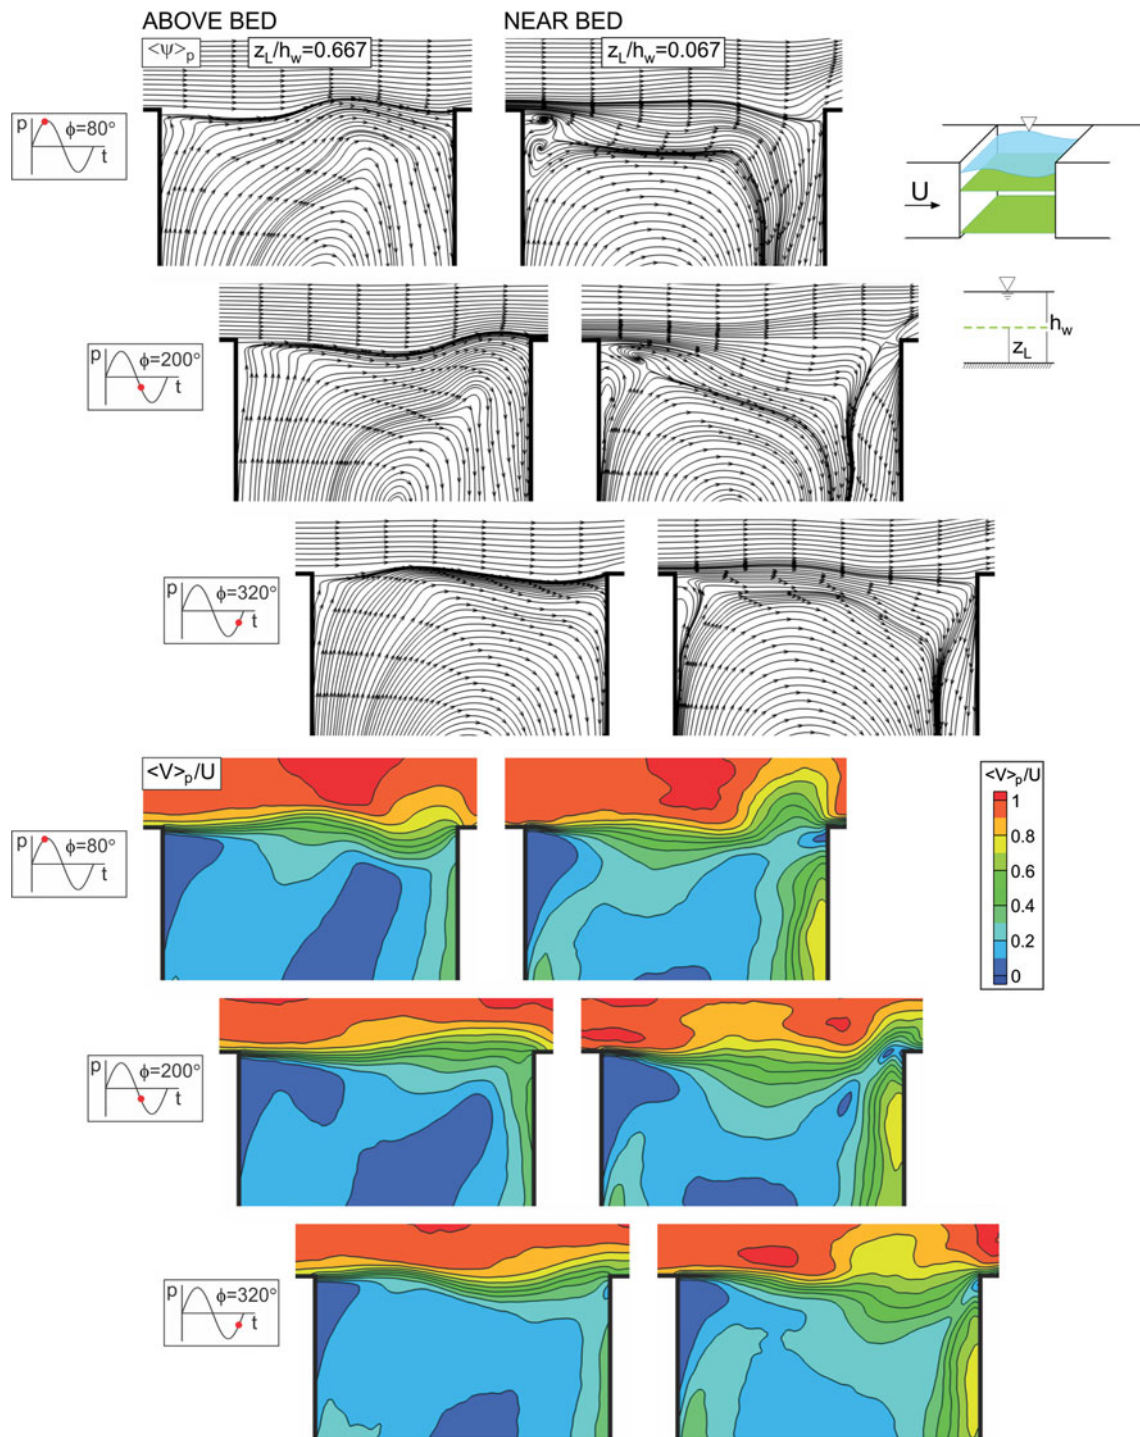 ABOVE BED
NEAR BED
<ψ>p
zL/hw=0.667
zL/hw=0.067
p
ϕ=80°
t
U
hw
zL
p
ϕ=200°
t
p
ϕ=320°
t
<V>p/U
<V>p/U
1
0.8
0.6
0.4
0.2
0
p
ϕ=80°
t
p
ϕ=200°
t
p
ϕ=320°
t